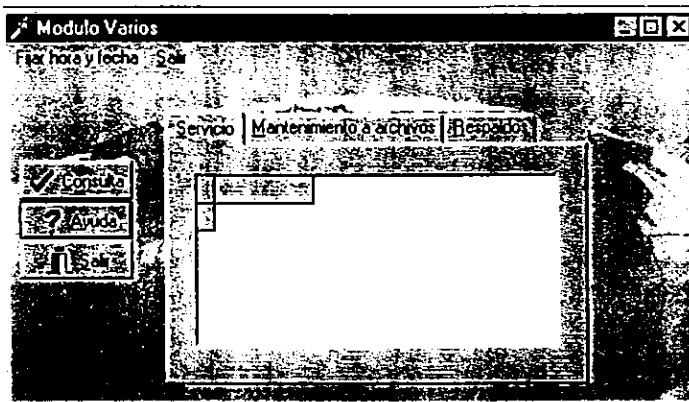 Modulo Varios
Fijar hora y fecha Salir
Servicio Mantenimiento a archivos Respaldos
Consulta
Ayuda
Salir